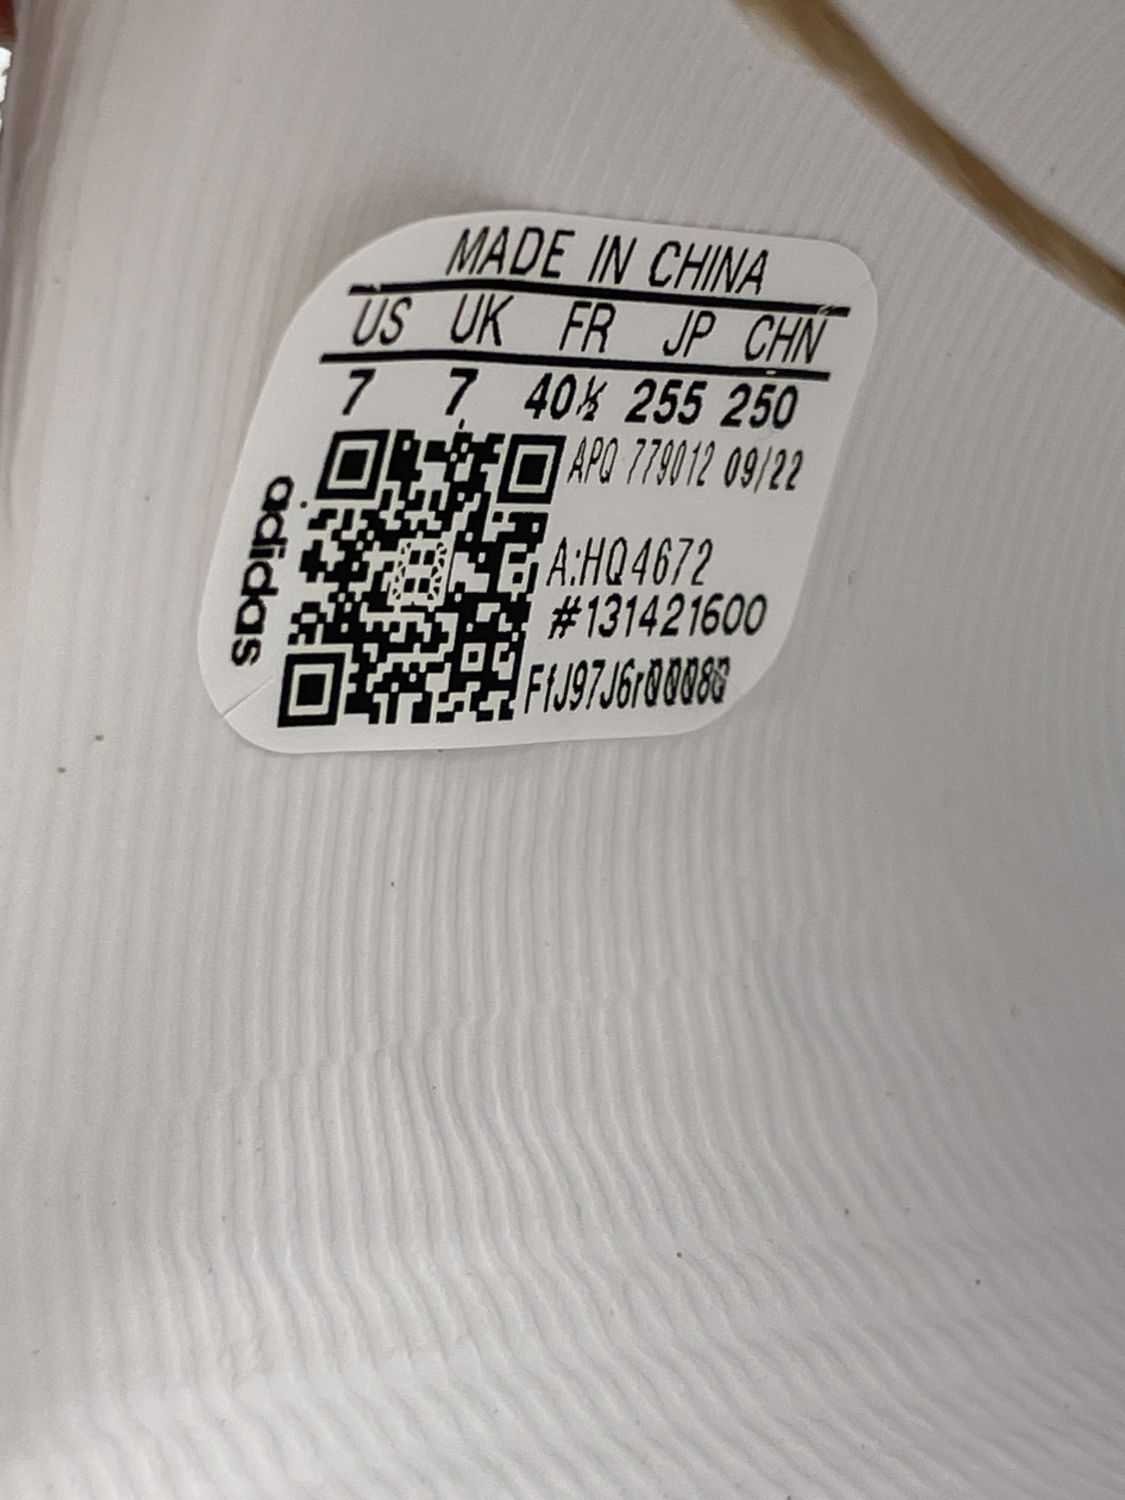 MADE IN CHINA
US UK FR JP CHN
7 7 40½ 255 250
APQ 779012 09/22
A:HQ4672
#131421600
FfJ97J6r00080
adidas